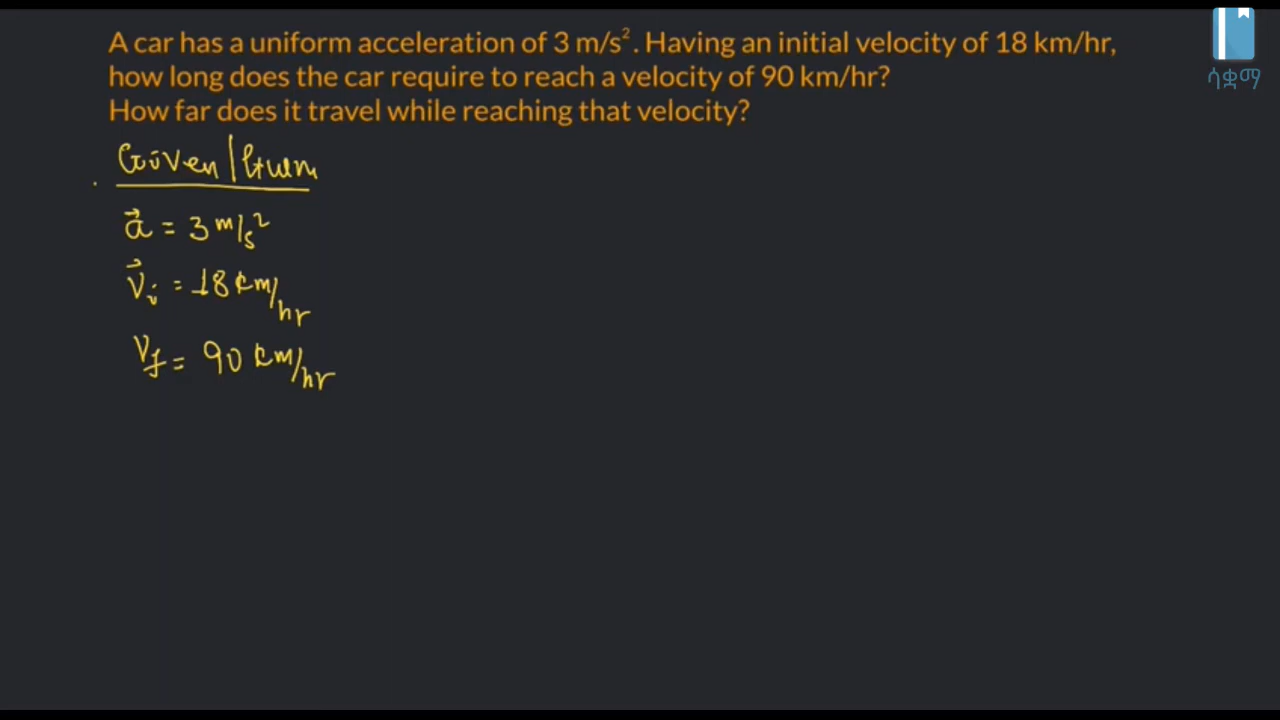 A car has a uniform acceleration of 3 m/s². Having an initial velocity of 18 km/hr,
how long does the car require to reach a velocity of 90 km/hr?
How far does it travel while reaching that velocity?
ሳቋማ
Given |
a⃗ = 3 m/s²
v⃗ᵢ = 18 km/hr
V_f = 90 km/hr